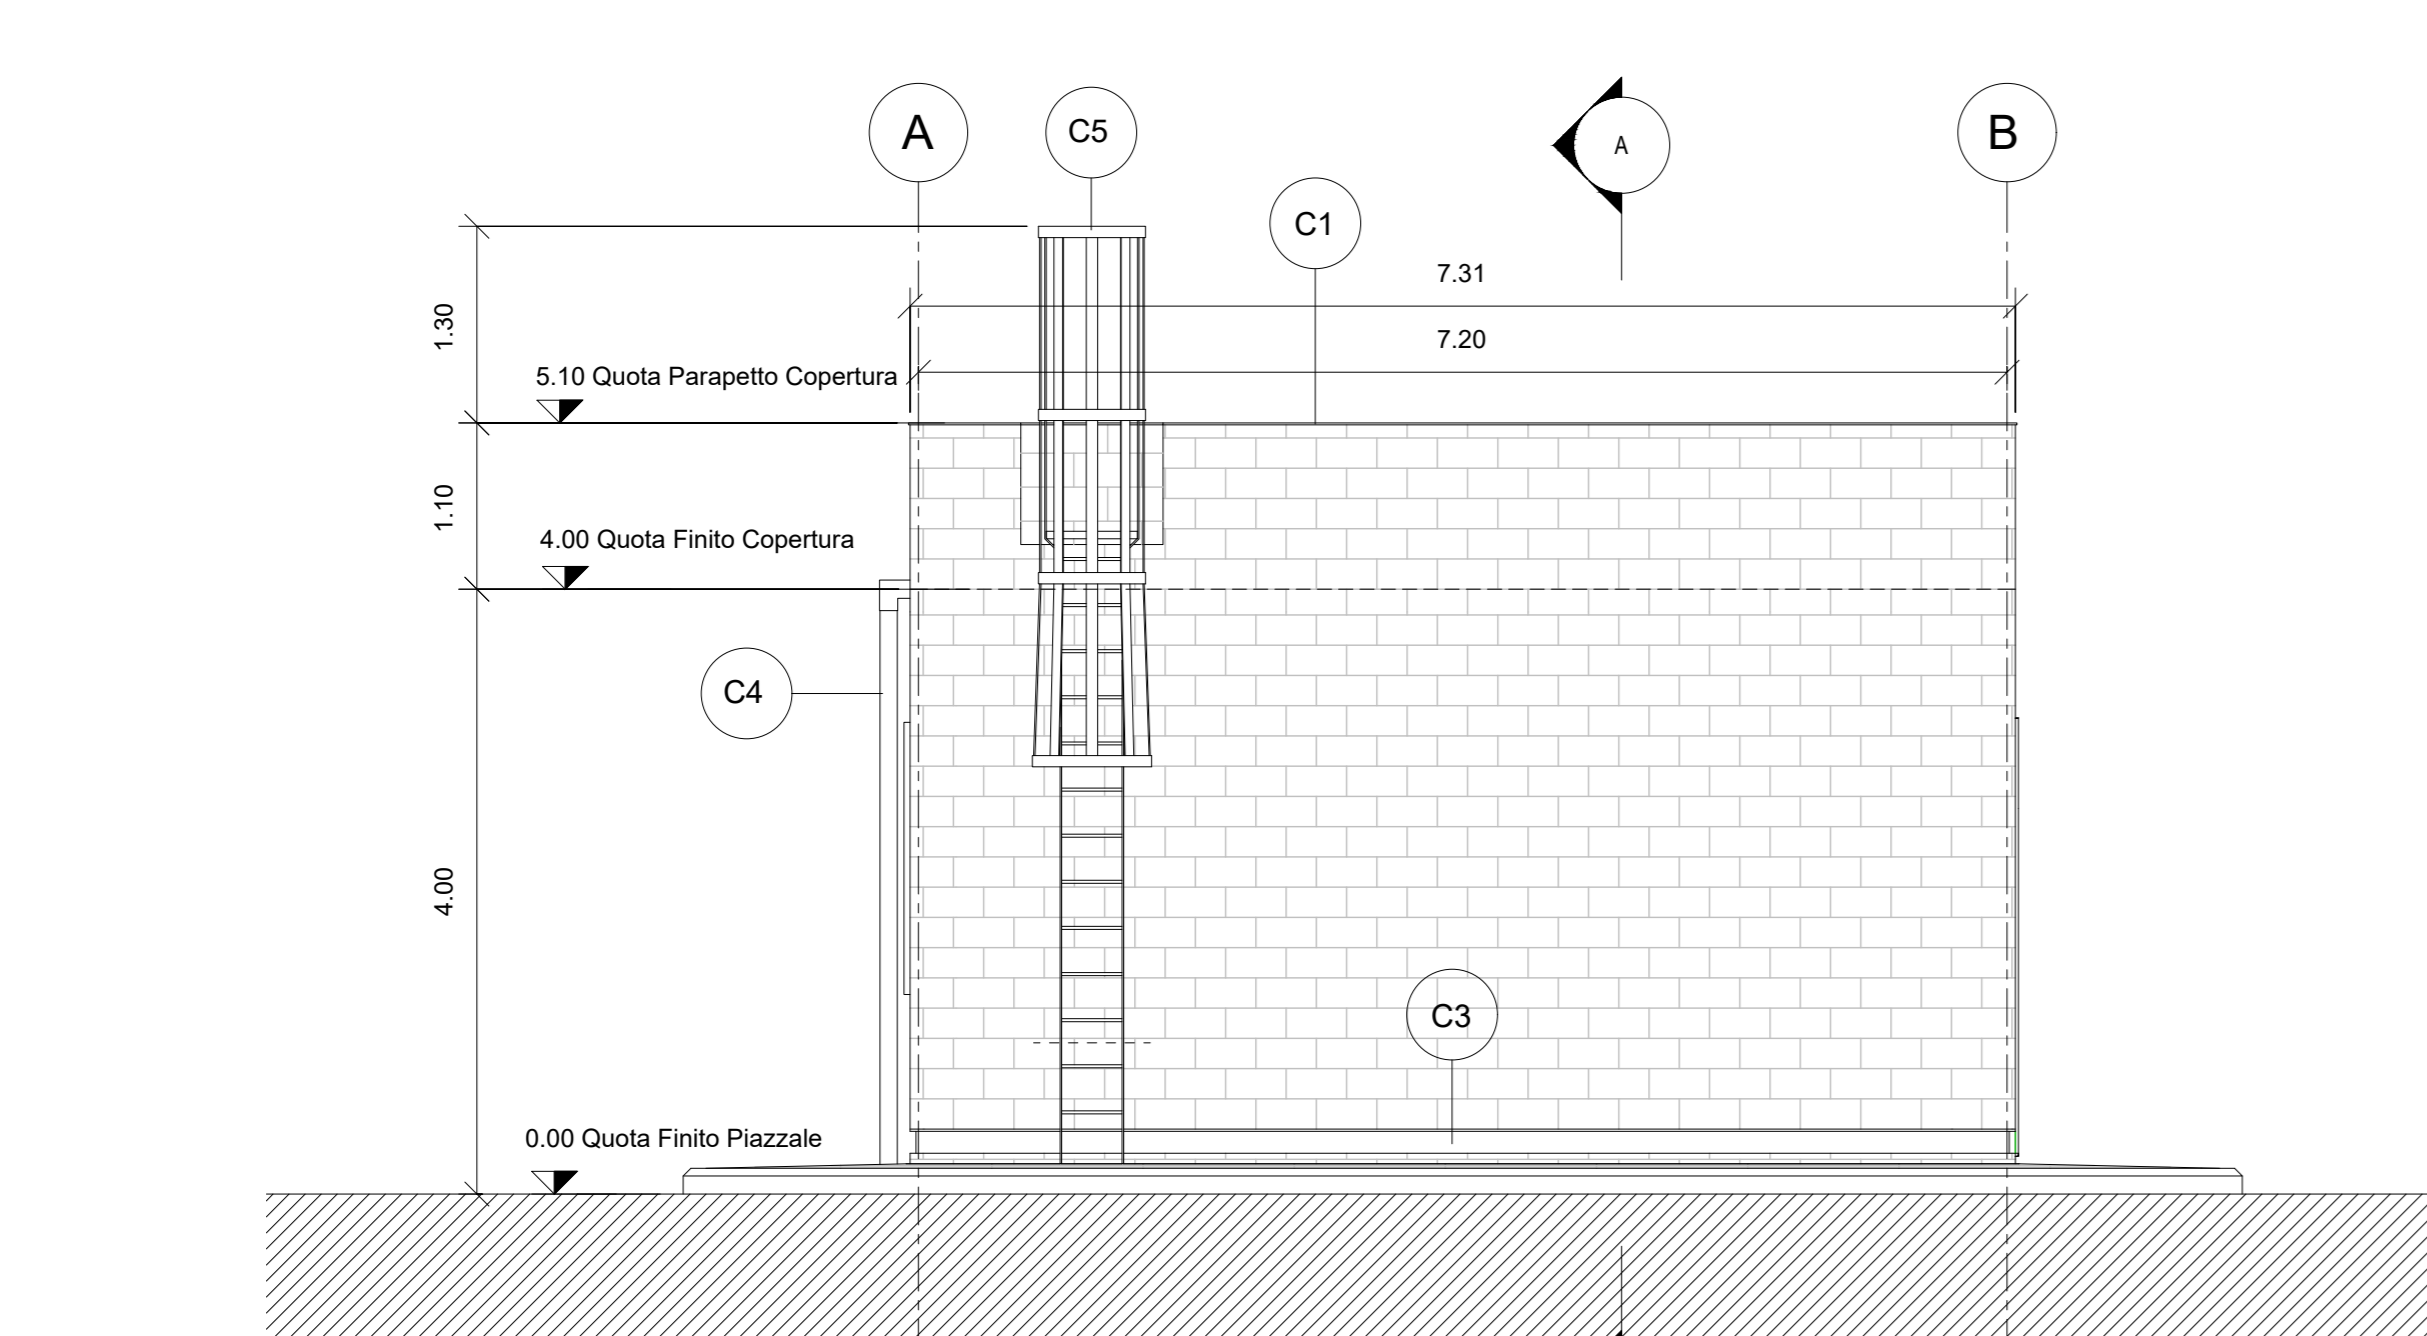 A
C5
A
B
C1
7.31
7.20
1.30
5.10 Quota Parapetto Copertura
1.10
4.00 Quota Finito Copertura
C4
4.00
C3
0.00 Quota Finito Piazzale